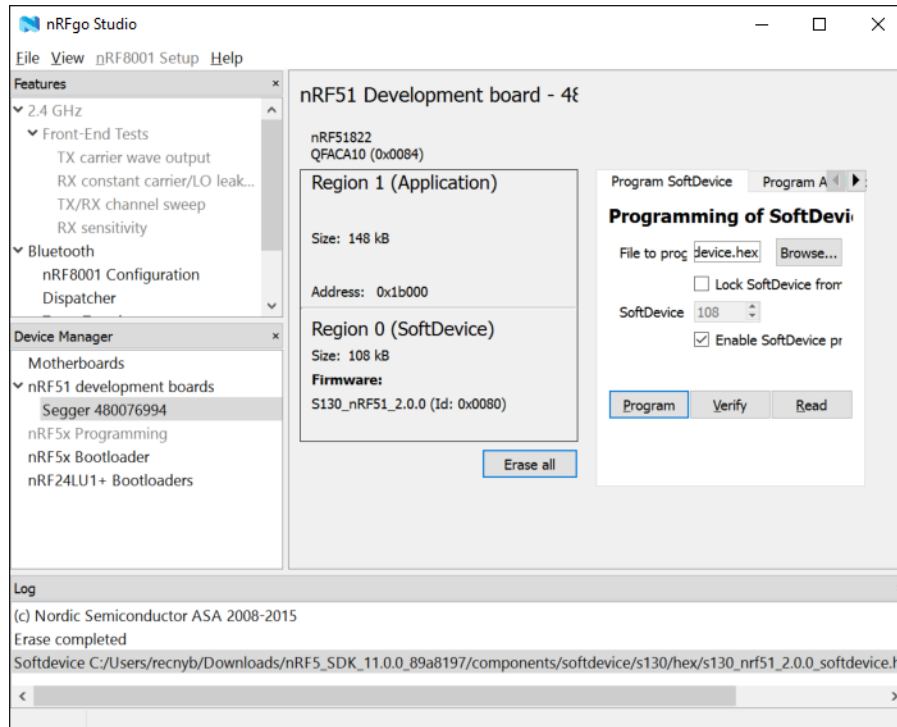 nRFgo Studio
File View nRF8001 Setup Help
Features
2.4 GHz
Front-End Tests
TX carrier wave output
RX constant carrier/LO leak...
TX/RX channel sweep
RX sensitivity
Bluetooth
nRF8001 Configuration
Dispatcher
Device Manager
Motherboards
nRF51 development boards
Segger 480076994
nRF5x Programming
nRF5x Bootloader
nRF24LU1+ Bootloaders
nRF51 Development board - 48
nRF51822
QFACA10 (0x0084)
Region 1 (Application)
Size: 148 kB
Address: 0x1b000
Region 0 (SoftDevice)
Size: 108 kB
Firmware:
S130_nRF51_2.0.0 (Id: 0x0080)
Erase all
Program SoftDevice Program A
Programming of SoftDevi
File to prog device.hex Browse...
Lock SoftDevice from
SoftDevice 108
Enable SoftDevice pr
Program Verify Read
Log
(c) Nordic Semiconductor ASA 2008-2015
Erase completed
Softdevice C:/Users/recnyb/Downloads/nRF5_SDK_11.0.0_89a8197/components/softdevice/s130/hex/s130_nrf51_2.0.0_softdevice.h